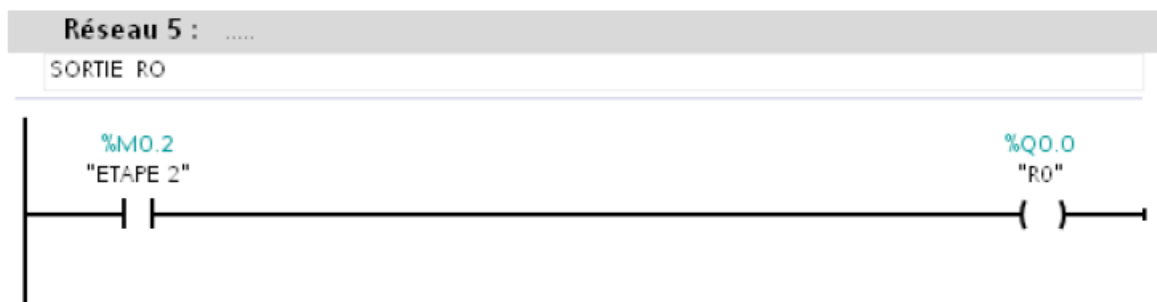 Réseau 5 : .....
SORTIE RO
%M0.2 %Q0.0
"ETAPE 2" "R0"